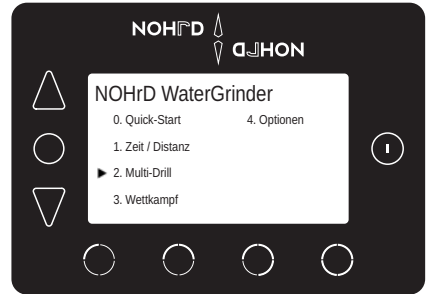 NOHrD
NOHrD
NOHrD WaterGrinder
0. Quick-Start
4. Optionen
1. Zeit / Distanz
2. Multi-Drill
3. Wettkampf